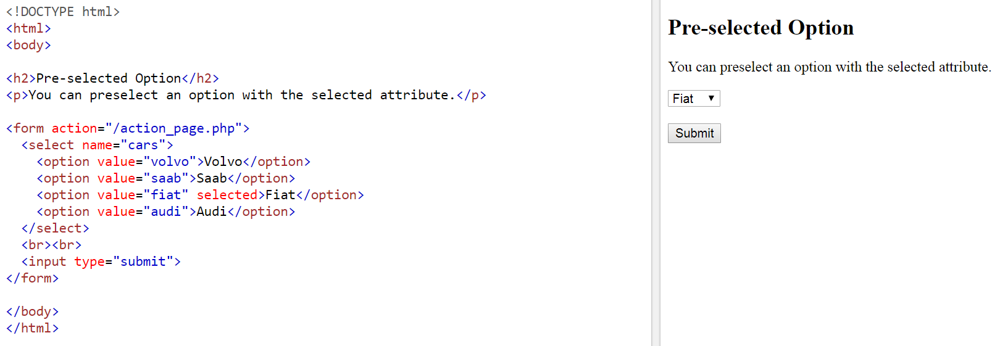 <!DOCTYPE html>
<html>
<body>

<h2>Pre-selected Option</h2>
<p>You can preselect an option with the selected attribute.</p>

<form action="/action_page.php">
  <select name="cars">
    <option value="volvo">Volvo</option>
    <option value="saab">Saab</option>
    <option value="fiat" selected>Fiat</option>
    <option value="audi">Audi</option>
  </select>
  <br><br>
  <input type="submit">
</form>

</body>
</html>
Pre-selected Option
You can preselect an option with the selected attribute.
Fiat
Submit